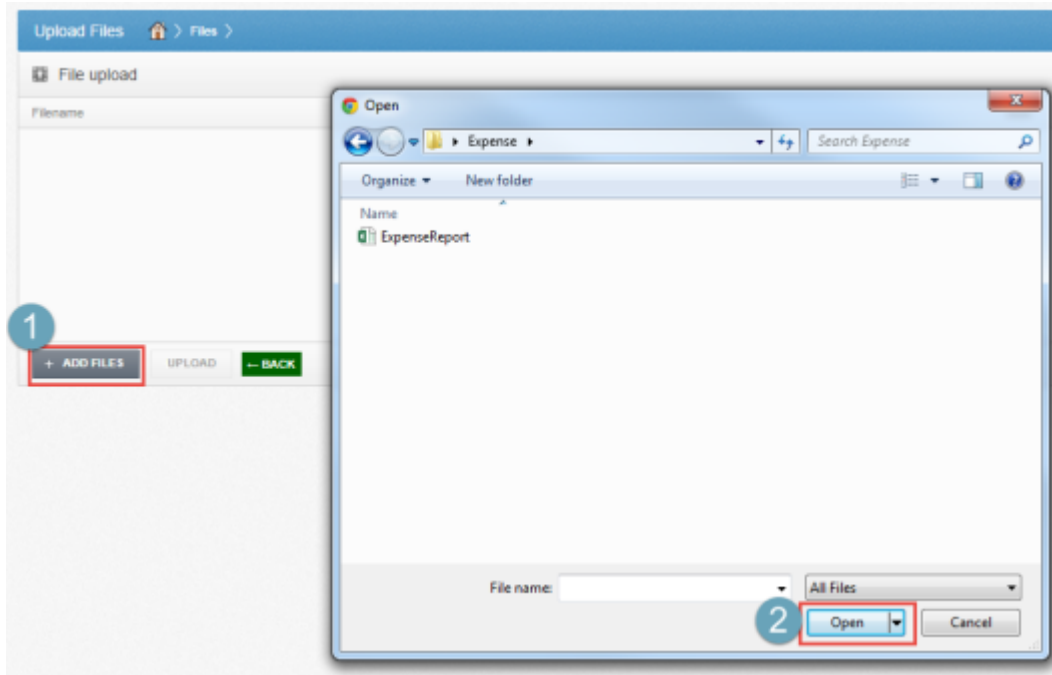 Upload Files > Files >
File upload
Filename
1
+ ADD FILES UPLOAD ← BACK
Open
Expense
Search Expense
Organize New folder
Name
ExpenseReport
File name:
All Files
2
Open Cancel